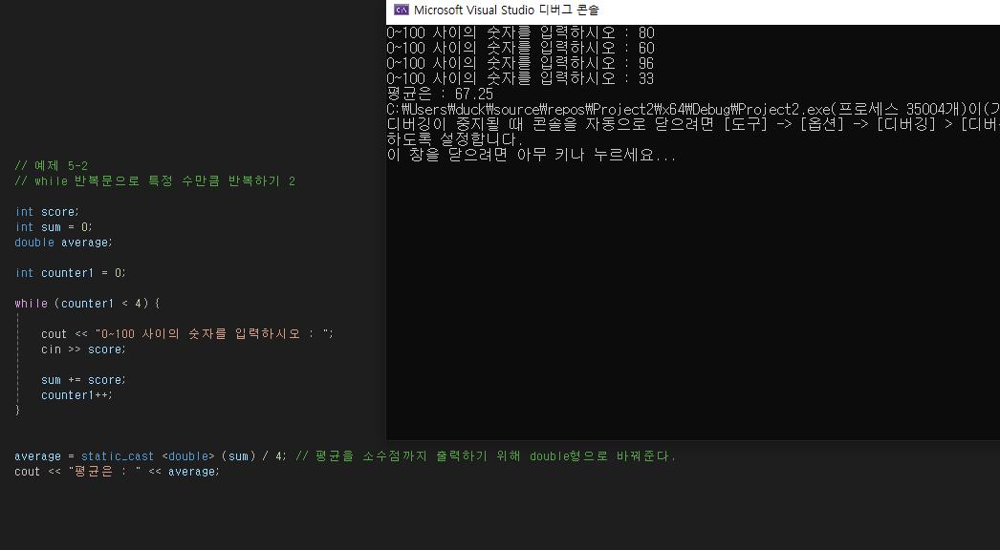 // 예제 5-2
// while 반복문으로 특정 수만큼 반복하기 2
int score;
int sum = 0;
double average;
int counter1 = 0;
while (counter1 < 4) {
cout << "0~100 사이의 숫자를 입력하시오 : ";
cin >> score;
sum += score;
counter1++;
}
average = static_cast <double> (sum) / 4; // 평균을 소수점까지 출력하기 위해 double형으로 바꿔준다.
cout << "평균은 : " << average;
Microsoft Visual Studio 디버그 콘솔
0~100 사이의 숫자를 입력하시오 : 80
0~100 사이의 숫자를 입력하시오 : 60
0~100 사이의 숫자를 입력하시오 : 96
0~100 사이의 숫자를 입력하시오 : 33
평균은 : 67.25
C:₩Users₩duck₩source₩repos₩Project2₩x64₩Debug₩Project2.exe(프로세스 35004개)이(
디버깅이 중지될 때 콘솔을 자동으로 닫으려면 [도구] -> [옵션] -> [디버깅] > [디버
하도록 설정합니다.
이 창을 닫으려면 아무 키나 누르세요...